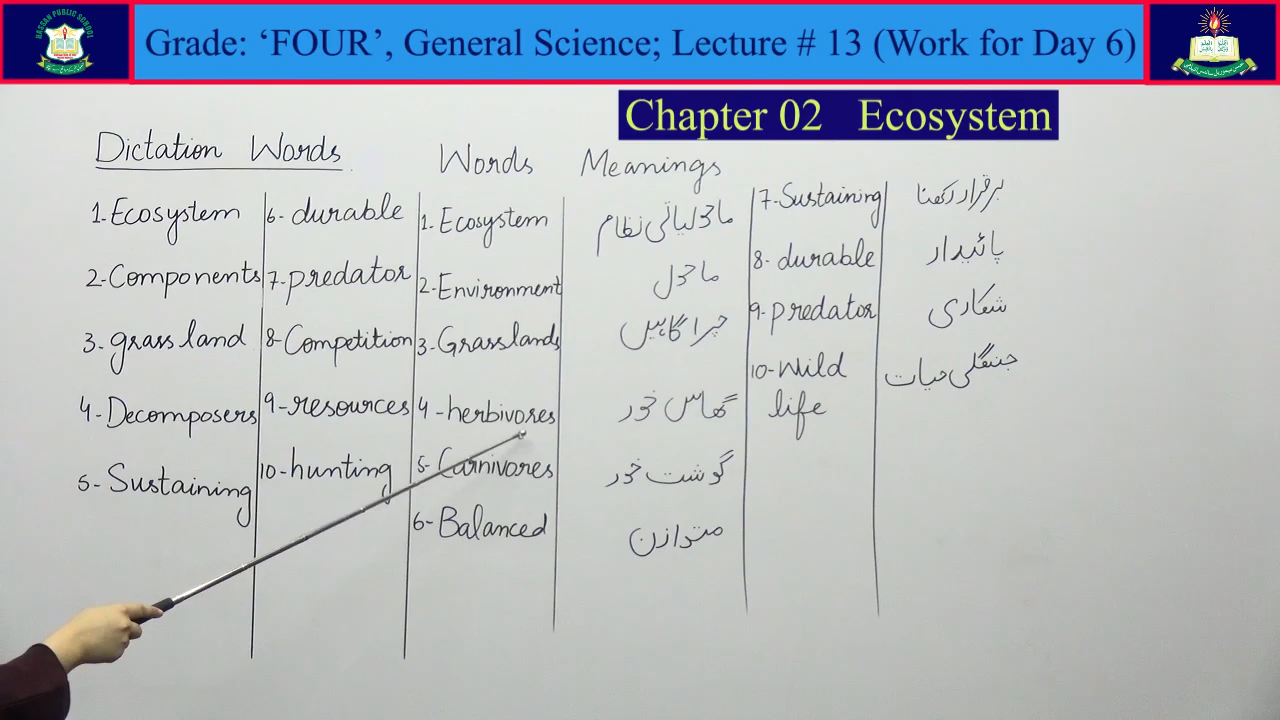 HASSAN PUBLIC SCHOOL
Grade: ‘FOUR’, General Science; Lecture # 13 (Work for Day 6)
Chapter 02 Ecosystem
Dictation Words
1. Ecosystem
2. Components
3. grass land
4. Decomposers
5. Sustaining
6. durable
7. predator
8. Competition
9. resources
10. hunting
Words Meanings
1. Ecosystem ماحولیاتی نظام
2. Environment ماحول
3. Grasslands چراگاہیں
4. herbivores گھاس خور
5. Carnivores گوشت خور
6. Balanced متوازن
7. Sustaining برقرار رکھنا
8. durable پائیدار
9. predator شکاری
10. Wild جنگلی حیات
life